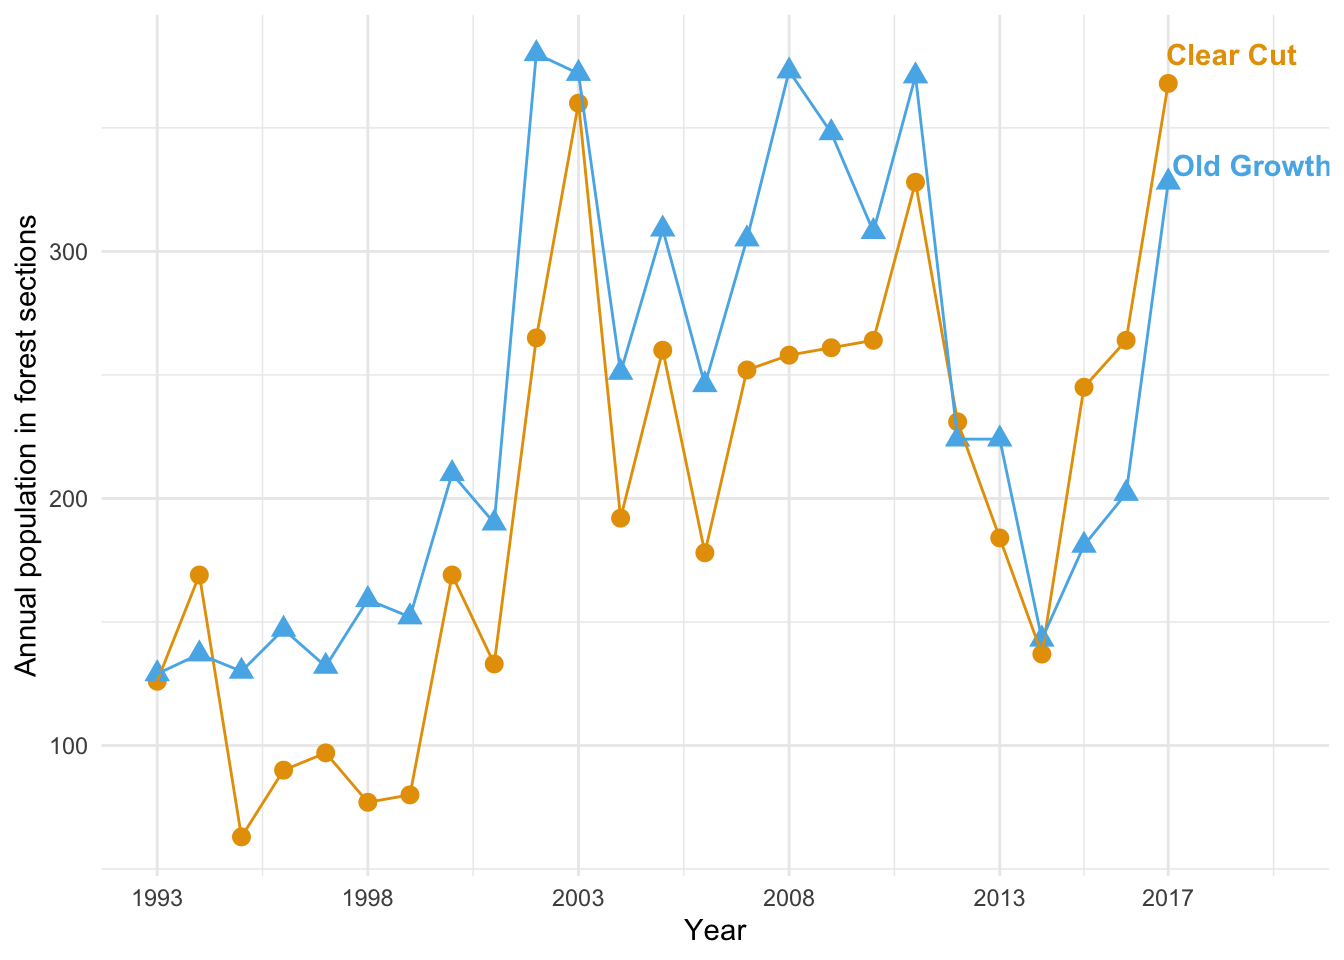 Clear Cut
Old Growth
Annual population in forest sections
300
200
100
1993
1998
2003
2008
2013
2017
Year